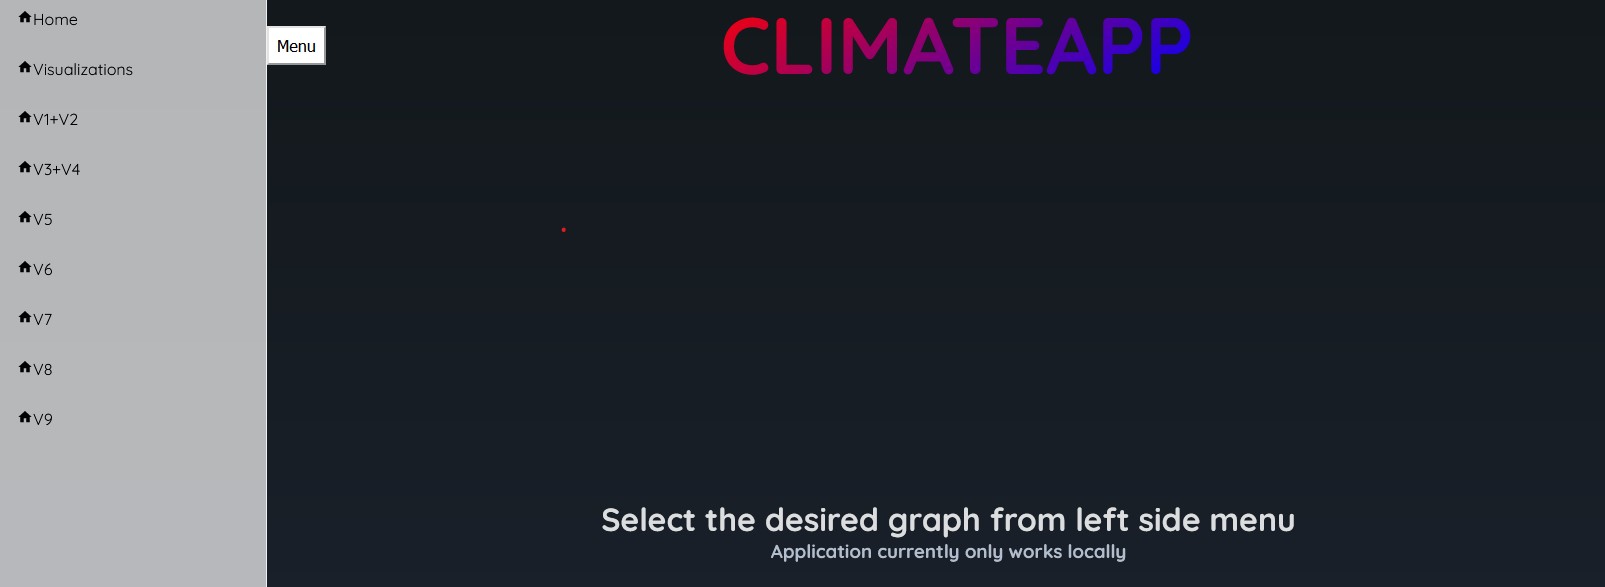 Home
Visualizations
V1+V2
V3+V4
V5
V6
V7
V8
V9
Menu
CLIMATEAPP
Select the desired graph from left side menu
Application currently only works locally